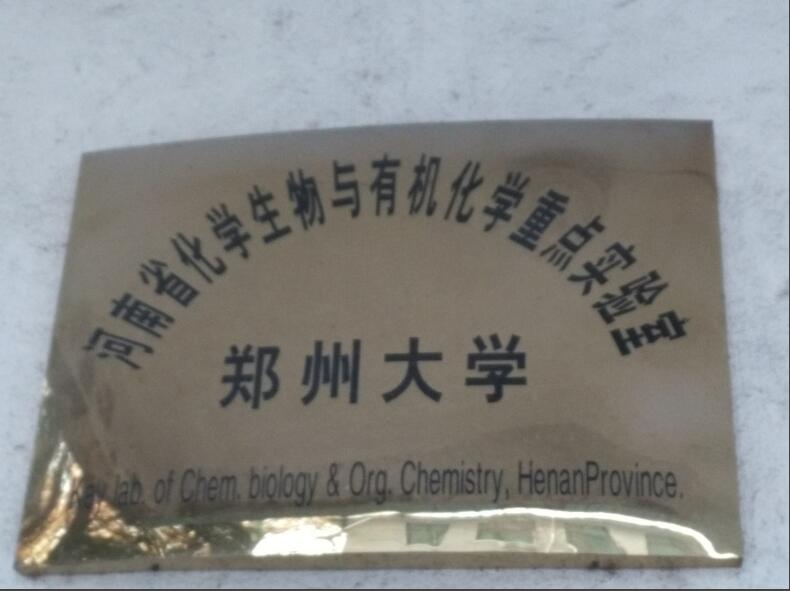 河南省化学生物与有机化学重点实验室
郑州大学
Key lab. of Chem. biology & Org. Chemistry, HenanProvince.